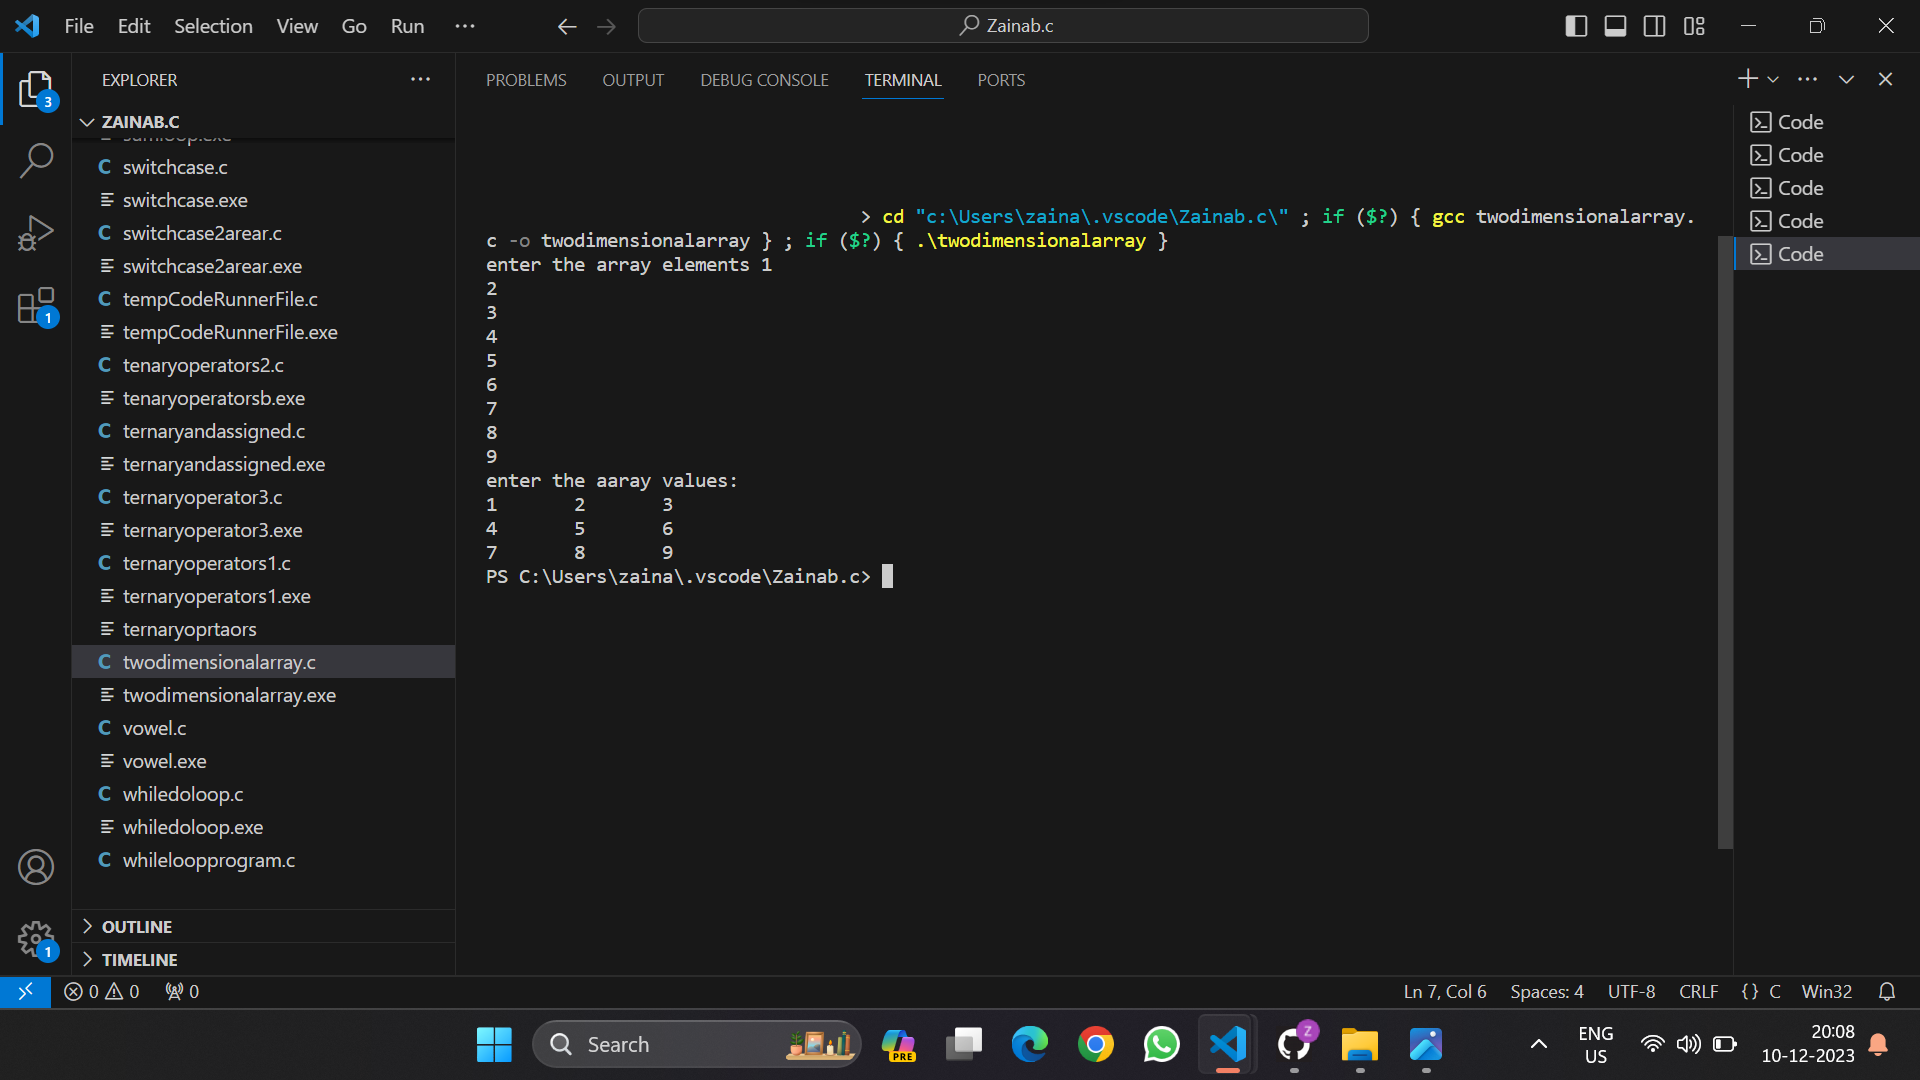 File Edit Selection View Go Run ···
Zainab.c
EXPLORER ···
ZAINAB.C
sumloop.exe
switchcase.c
switchcase.exe
switchcase2arear.c
switchcase2arear.exe
tempCodeRunnerFile.c
tempCodeRunnerFile.exe
tenaryoperators2.c
tenaryoperatorsb.exe
ternaryandassigned.c
ternaryandassigned.exe
ternaryoperator3.c
ternaryoperator3.exe
ternaryoperators1.c
ternaryoperators1.exe
ternaryoprtaors
twodimensionalarray.c
twodimensionalarray.exe
vowel.c
vowel.exe
whiledoloop.c
whiledoloop.exe
whileloopprogram.c
OUTLINE
TIMELINE
3
1
1
PROBLEMS OUTPUT DEBUG CONSOLE TERMINAL PORTS
> cd "c:\Users\zaina\.vscode\Zainab.c\" ; if ($?) { gcc twodimensionalarray.
c -o twodimensionalarray } ; if ($?) { .\twodimensionalarray }
enter the array elements 1
2
3
4
5
6
7
8
9
enter the aaray values:
1 2 3
4 5 6
7 8 9
PS C:\Users\zaina\.vscode\Zainab.c>
Code
Code
Code
Code
Code
0 0 0
Ln 7, Col 6 Spaces: 4 UTF-8 CRLF {} C Win32
Search
PRE
Z
ENG
US
20:08
10-12-2023